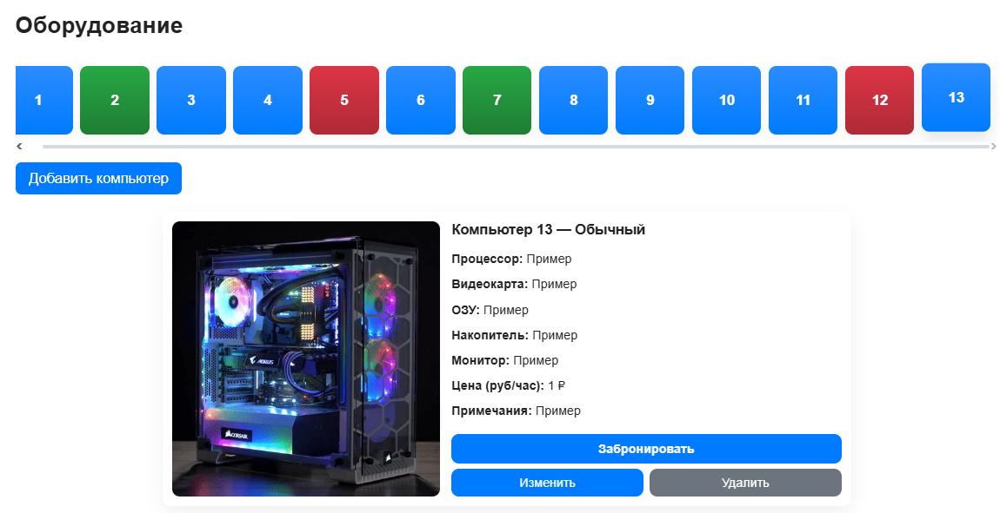 Оборудование
1 2 3 4 5 6 7 8 9 10 11 12 13
Добавить компьютер
Компьютер 13 — Обычный
Процессор: Пример
Видеокарта: Пример
ОЗУ: Пример
Накопитель: Пример
Монитор: Пример
Цена (руб/час): 1 ₽
Примечания: Пример
Забронировать
Изменить Удалить
AORUS
CORSAIR